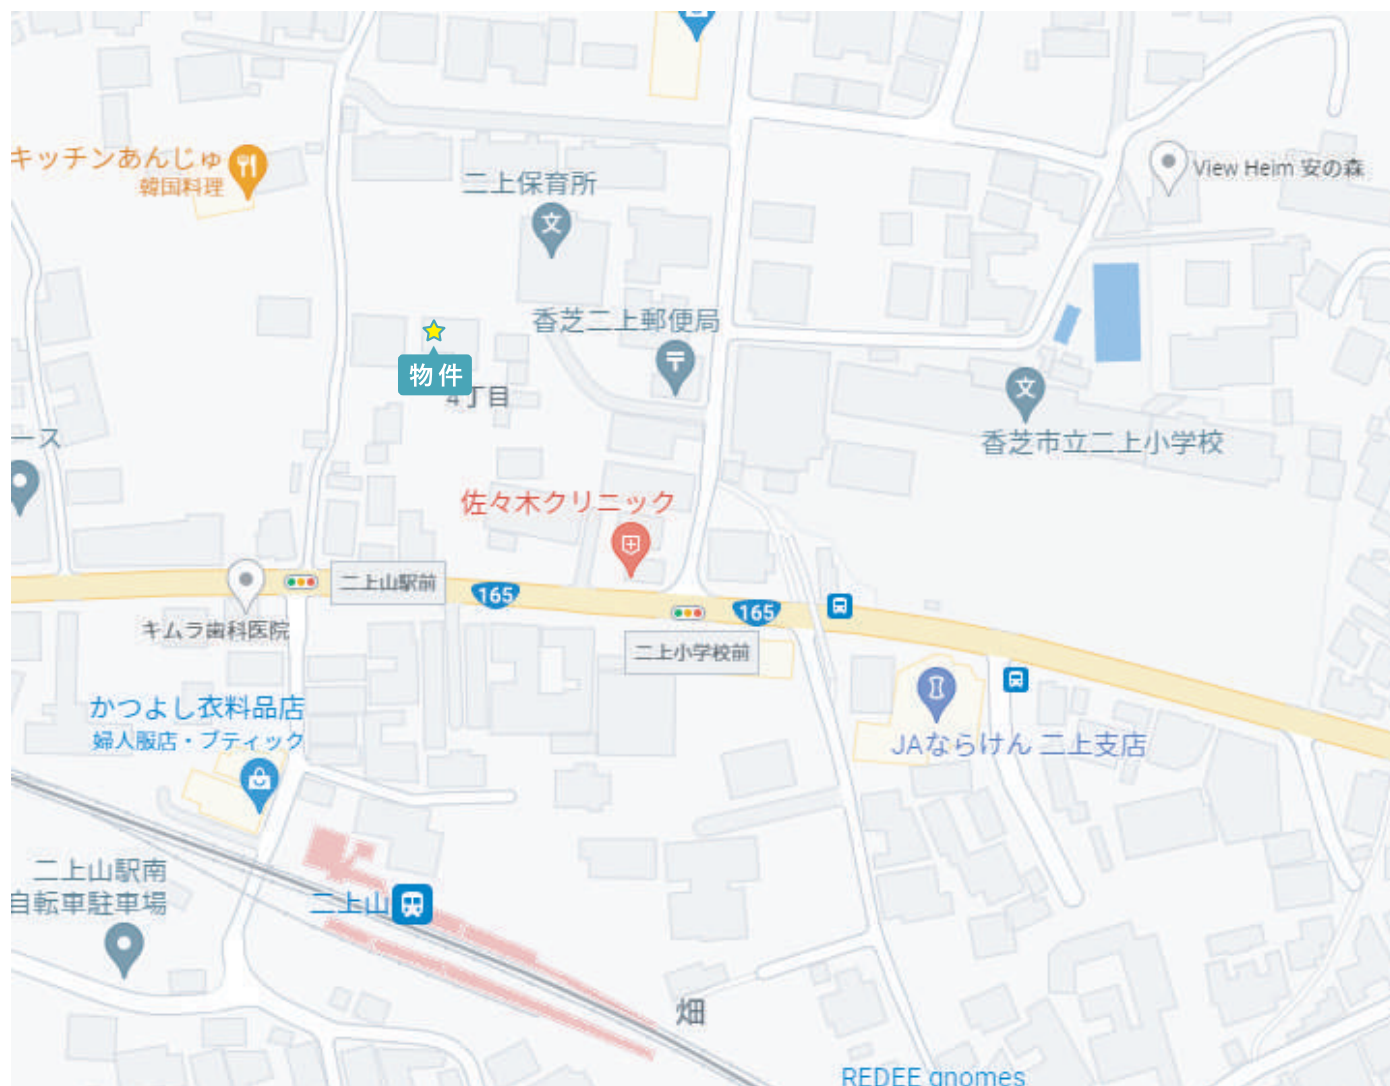 キッチンあんじゅ
韓国料理
二上保育所
文
View Heim 安の森
香芝二上郵便局
物件
4丁目
文
香芝市立二上小学校
ース
佐々木クリニック
二上山駅前
165
165
キムラ歯科医院
二上小学校前
かつよし衣料品店
婦人服店・ブティック
JAならけん 二上支店
二上山駅南
自転車駐車場
二上山
畑
REDEE gnomes